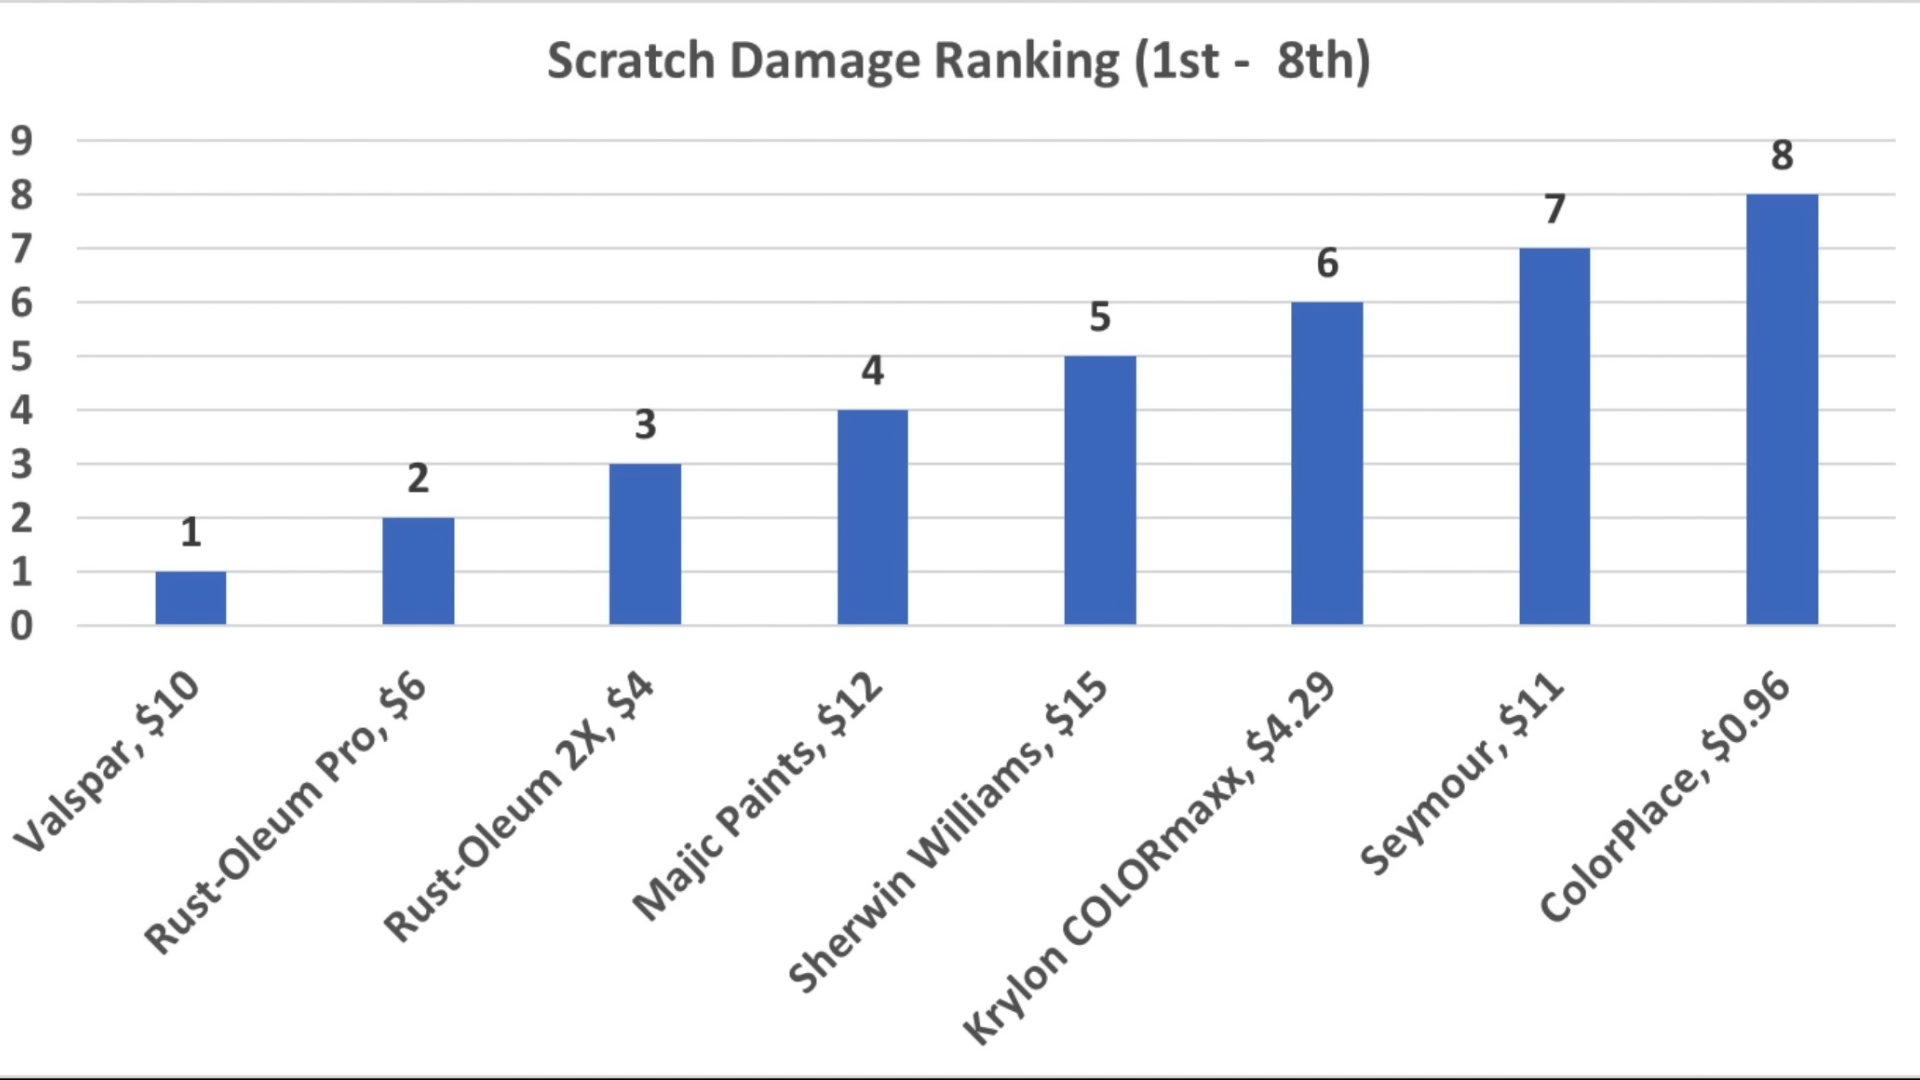 Scratch Damage Ranking (1st -  8th)
9
8
7
6
5
4
3
2
1
0
1
2
3
4
5
6
7
8
Valspar, $10
Rust-Oleum Pro, $6
Rust-Oleum 2X, $4
Majic Paints, $12
Sherwin Williams, $15
Krylon COLORmaxx, $4.29
Seymour, $11
ColorPlace, $0.96